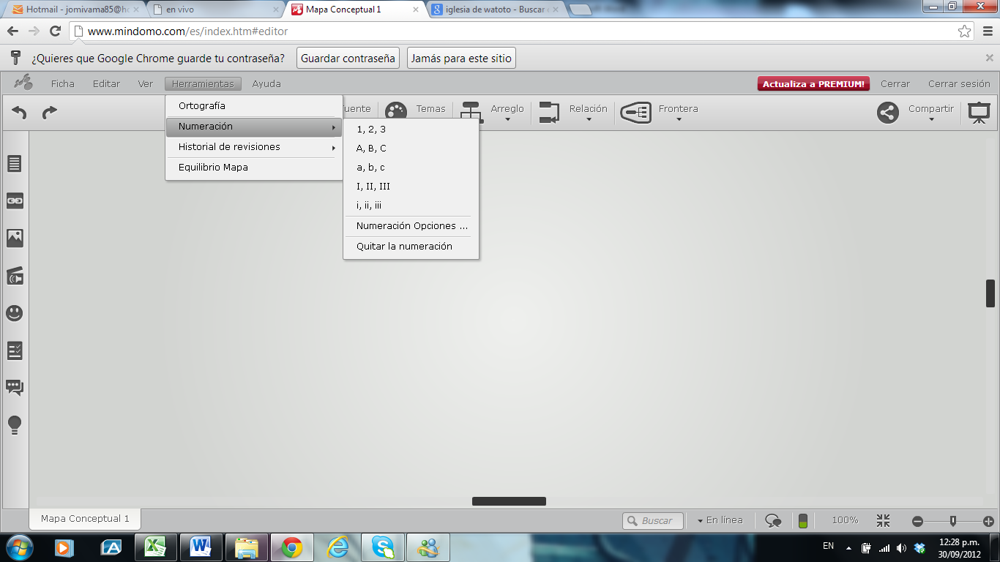 Hotmail - jomivama85@ho
en vivo
Mapa Conceptual 1
iglesia de watoto - Buscar
www.mindomo.com/es/index.htm#editor
¿Quieres que Google Chrome guarde tu contraseña?
Guardar contraseña
Jamás para este sitio
Ficha
Editar
Ver
Herramientas
Ayuda
Actualiza a PREMIUM!
Cerrar
Cerrar sesión
uente
Temas
Arreglo
Relación
Frontera
Compartir
Ortografía
Numeración
Historial de revisiones
Equilibrio Mapa
1, 2, 3
A, B, C
a, b, c
I, II, III
i, ii, iii
Numeración Opciones ...
Quitar la numeración
Mapa Conceptual 1
Buscar
En línea
100%
EN
12:28 p.m.
30/09/2012